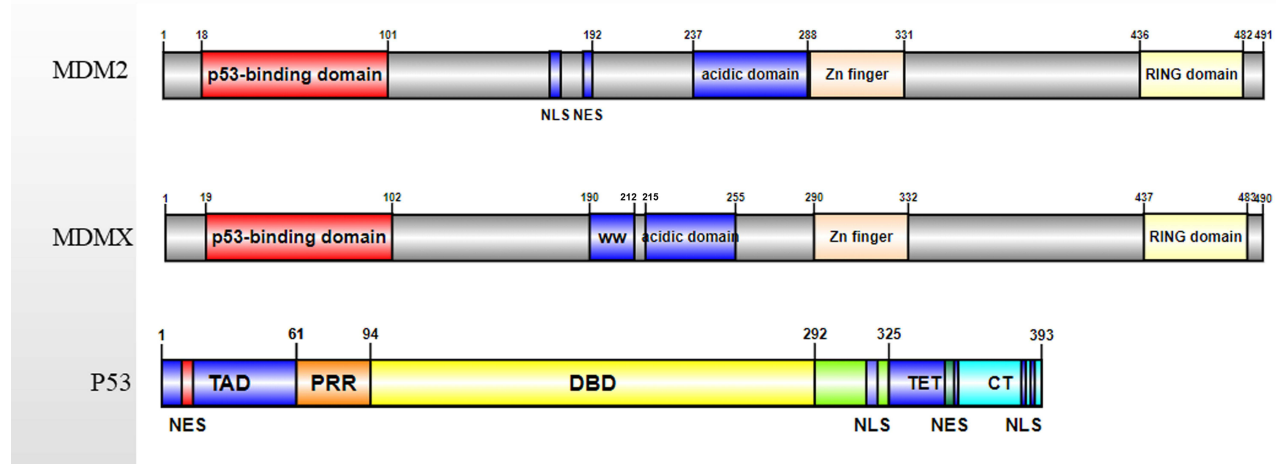 1 18 101 192 237 288 331 436 482 491
MDM2 p53-binding domain acidic domain Zn finger RING domain
NLS NES
1 19 102 190 212 215 255 290 332 437 483 490
MDMX p53-binding domain WW acidic domain Zn finger RING domain
1 61 94 292 325 393
P53 TAD PRR DBD TET CT
NES NLS NES NLS